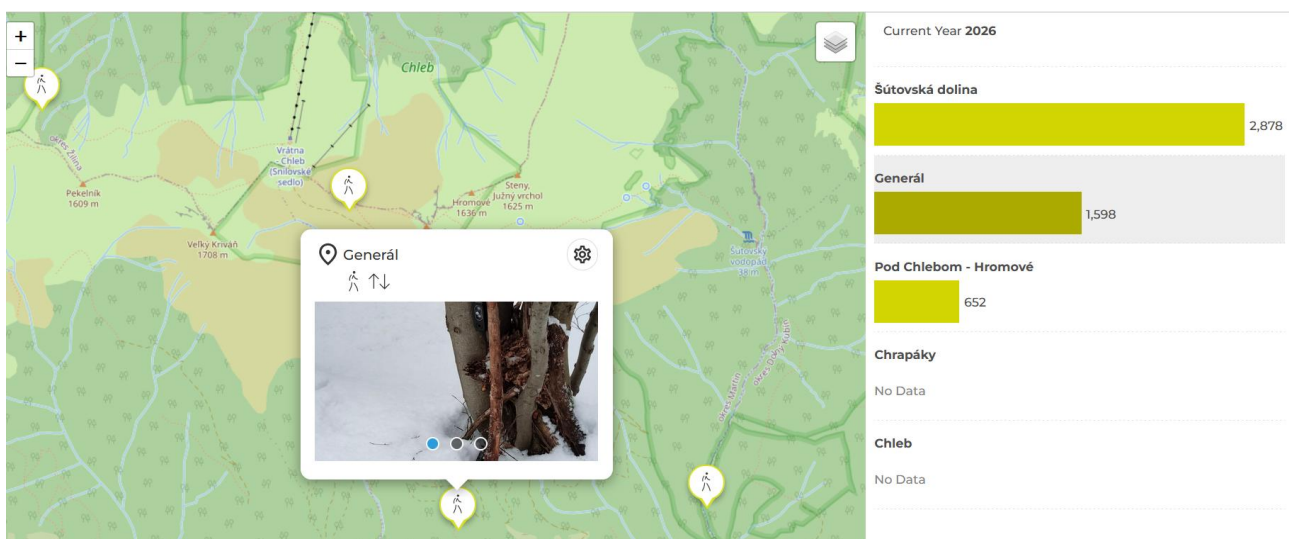 +
−
Chleb
okres Žilina
Vrátna
- Chleb
(Snilovské
sedlo)
Pekelník
1609 m
Steny,
Južný vrchol
1625 m
Hromové
1636 m
Veľký Kriváň
1708 m
Šútovský
vodopád
38 m
okres Martin
okres Dolný Kubín
Generál
Current Year 2026
Šútovská dolina
2,878
Generál
1,598
Pod Chlebom - Hromové
652
Chrapáky
No Data
Chleb
No Data